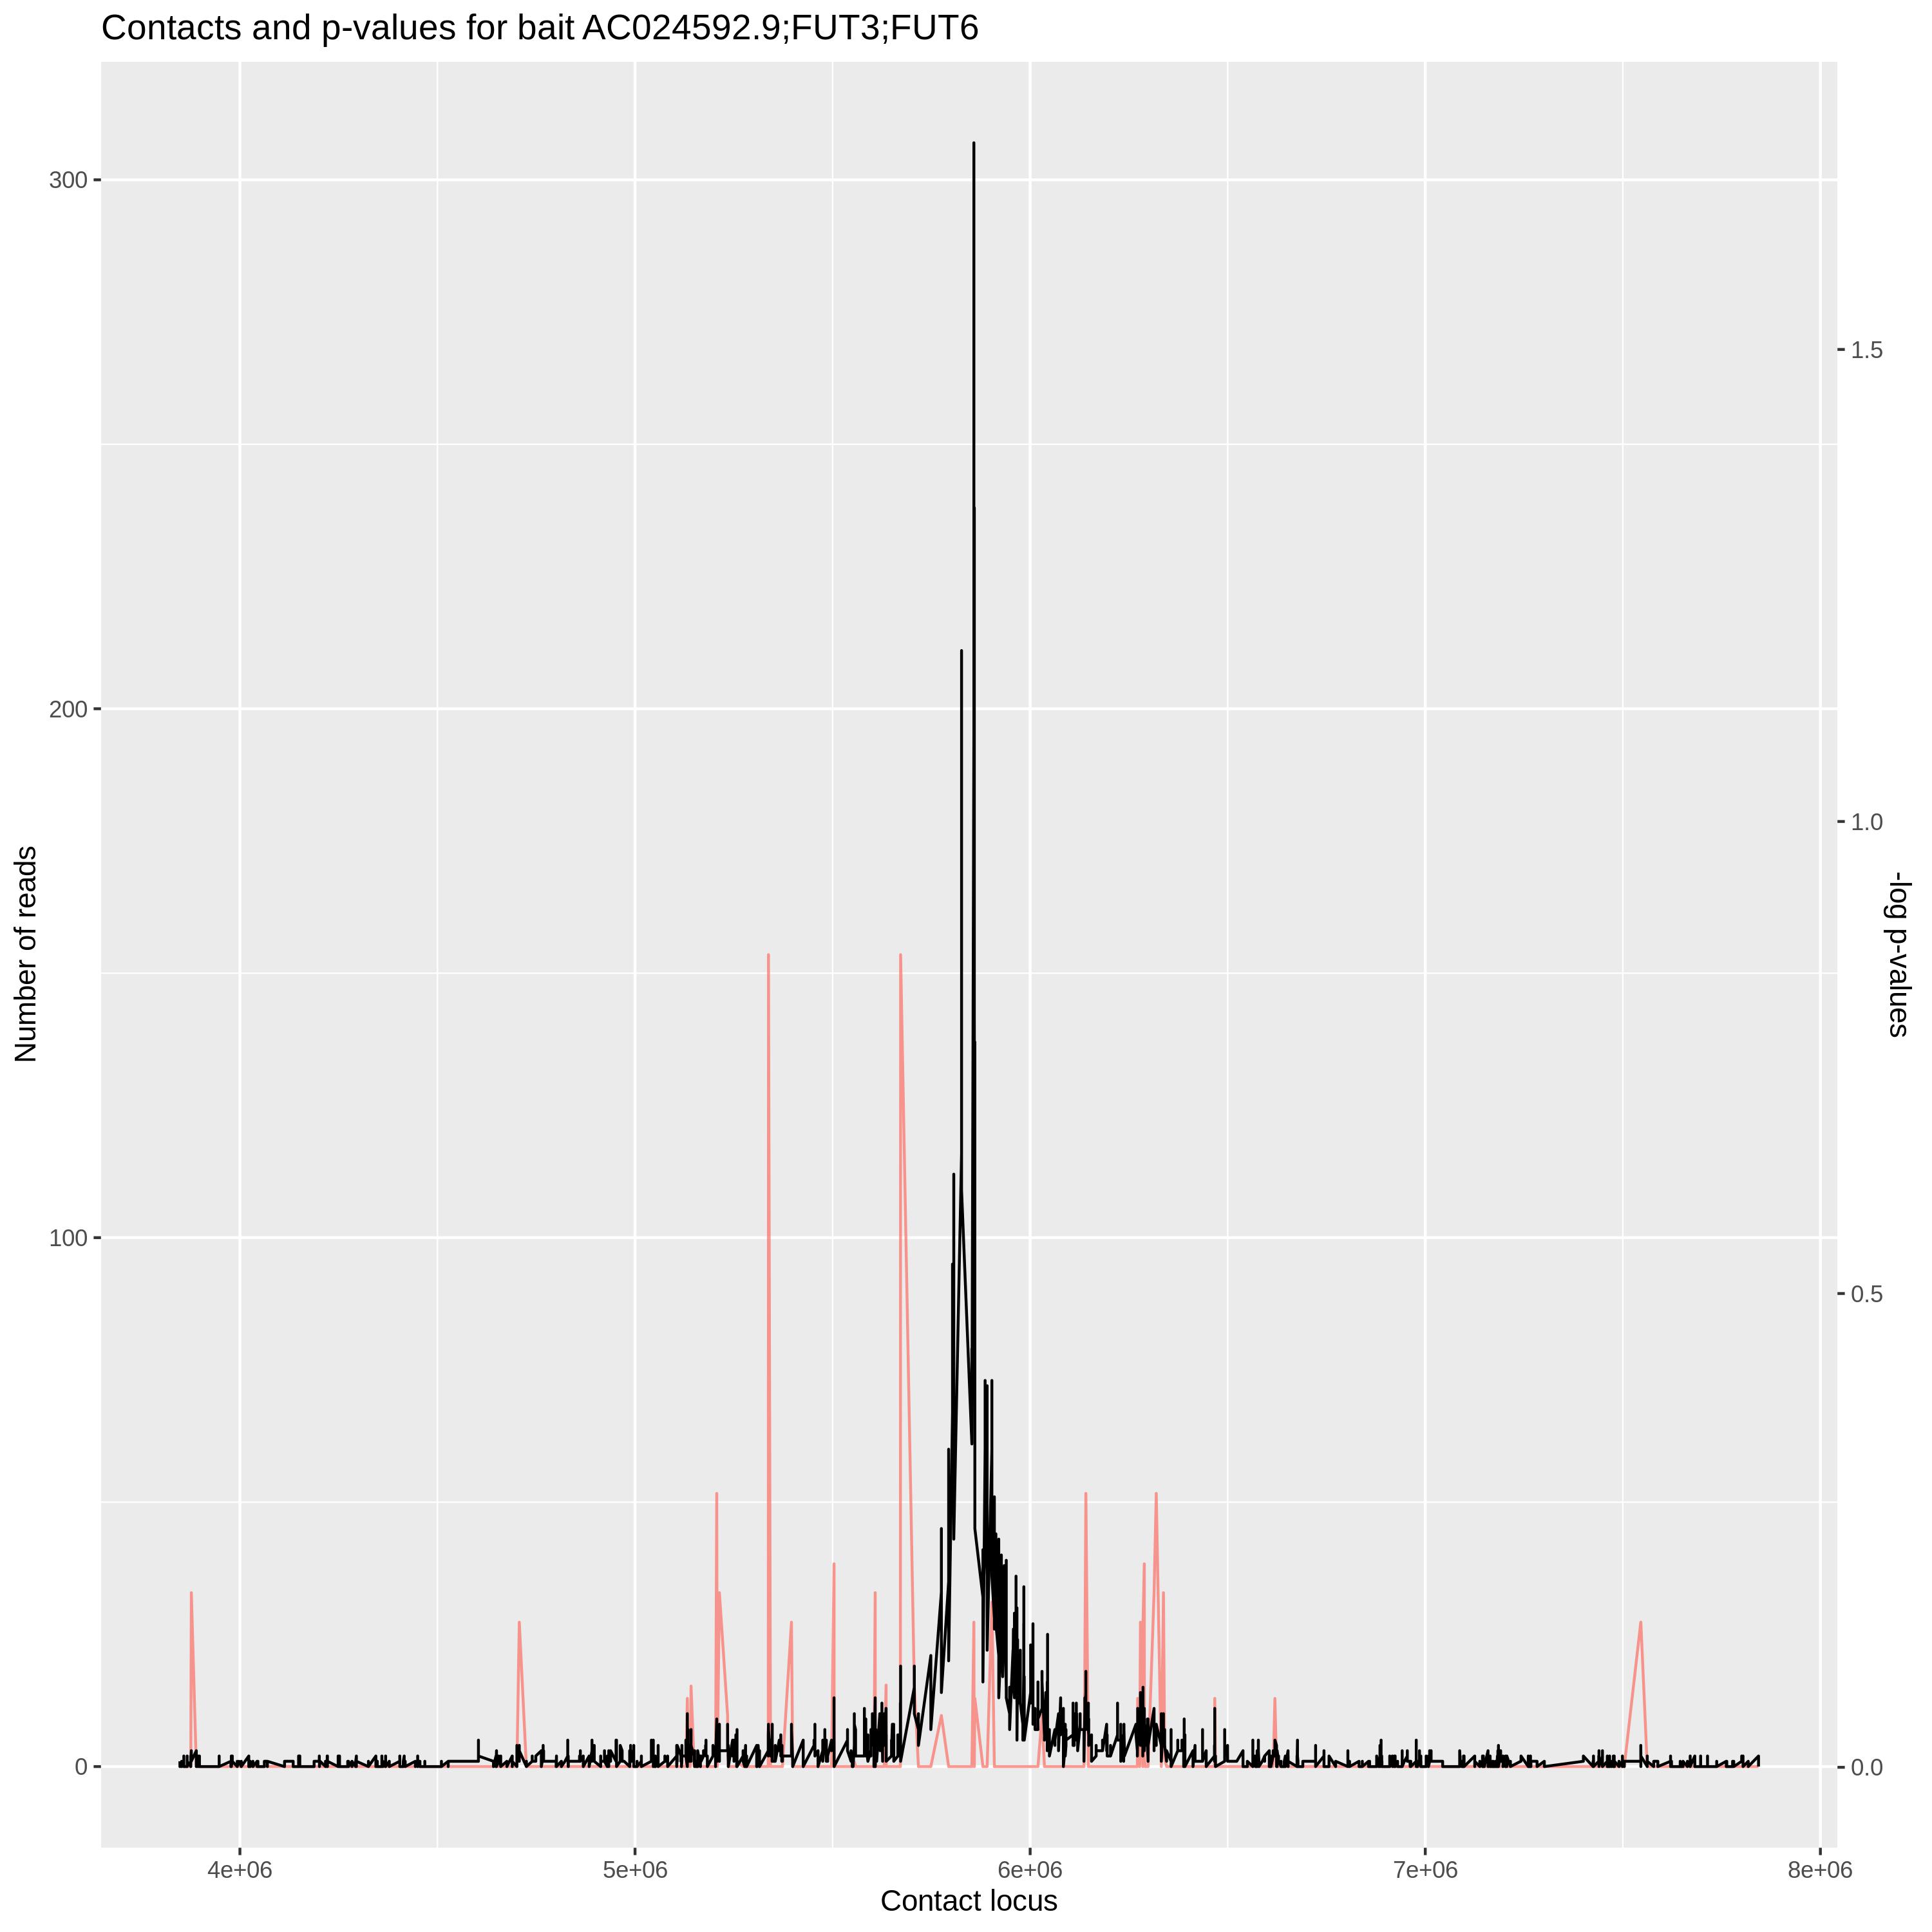 Contacts and p-values for bait AC024592.9;FUT3;FUT6
300
200
100
0
Number of reads
1.5
1.0
0.5
0.0
-log p-values
4e+06 5e+06 6e+06 7e+06 8e+06
Contact locus